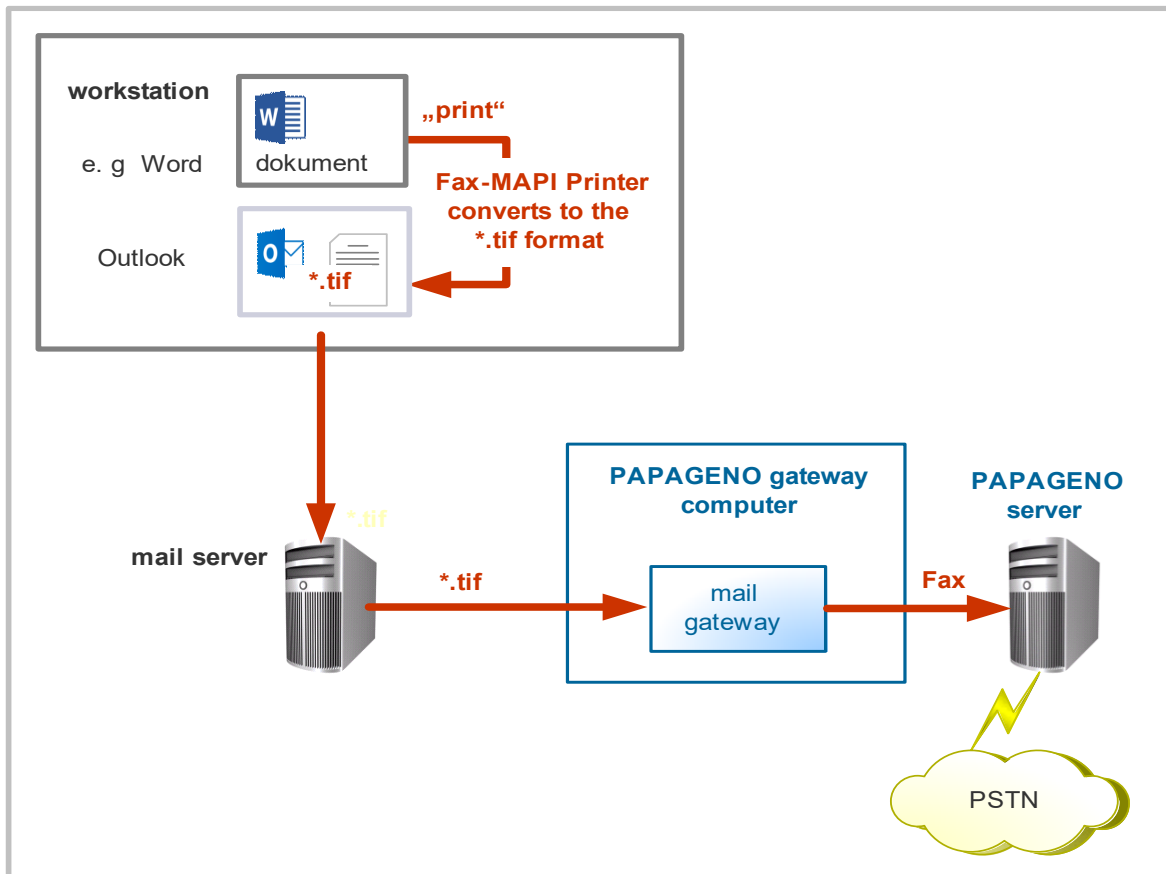 workstation
W
„print“
e. g Word
dokument
Fax-MAPI Printer
converts to the
*.tif format
Outlook
O
*.tif
PAPAGENO gateway
computer
PAPAGENO
server
*.tif
mail server
*.tif
mail
gateway
Fax
PSTN